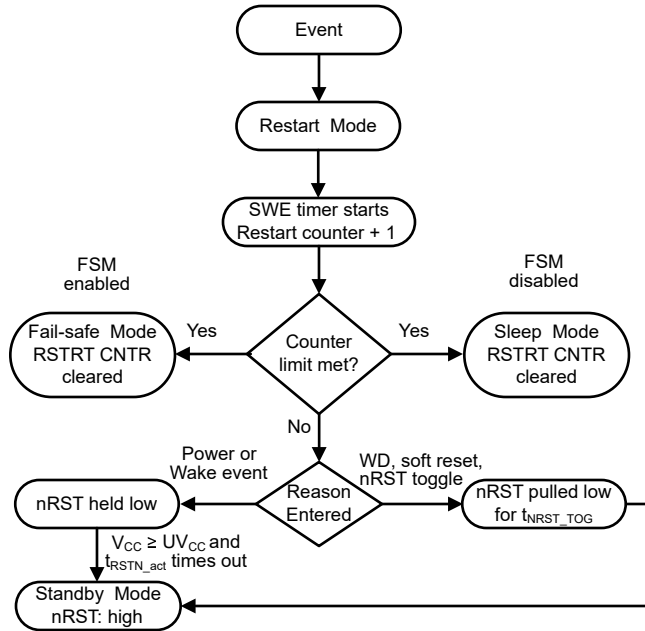 Event
Restart Mode
SWE timer starts
Restart counter + 1
FSM
enabled
FSM
disabled
Fail-safe Mode
RSTRT CNTR
cleared
Yes
Counter
limit met?
Yes
Sleep Mode
RSTRT CNTR
cleared
No
Power or
Wake event
WD, soft reset,
nRST toggle
nRST held low
Reason
Entered
nRST pulled low
for tNRST_TOG
VCC ≥ UVCC and
tRSTN_act times out
Standby Mode
nRST: high